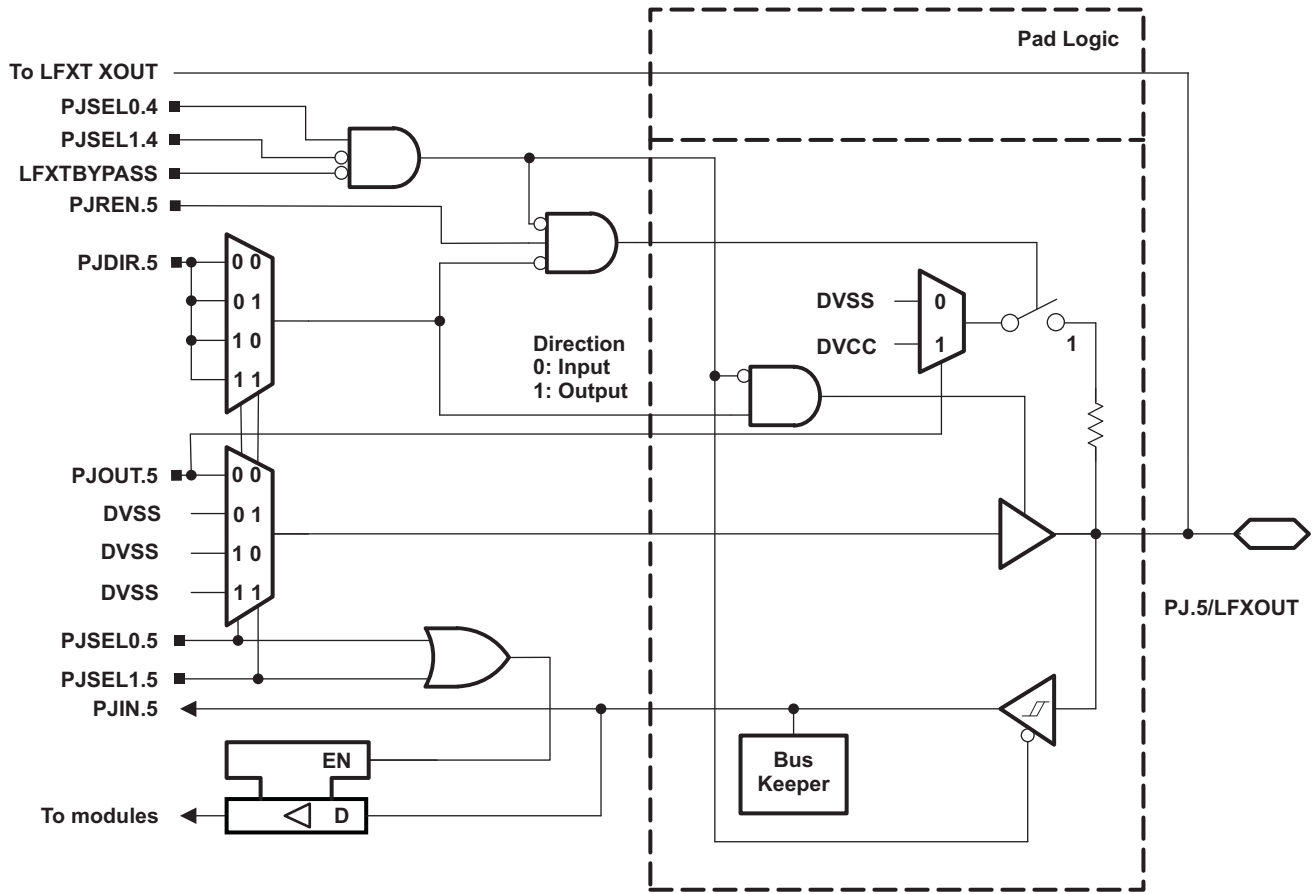 Pad Logic
To LFXT XOUT
PJSEL0.4
PJSEL1.4
LFXTBYPASS
PJREN.5
PJDIR.5
0 0
0 1
1 0
1 1
Direction
0: Input
1: Output
DVSS
0
DVCC
1
1
PJOUT.5
0 0
DVSS
0 1
DVSS
1 0
DVSS
1 1
PJ.5/LFXOUT
PJSEL0.5
PJSEL1.5
PJIN.5
EN
Bus
Keeper
To modules
D